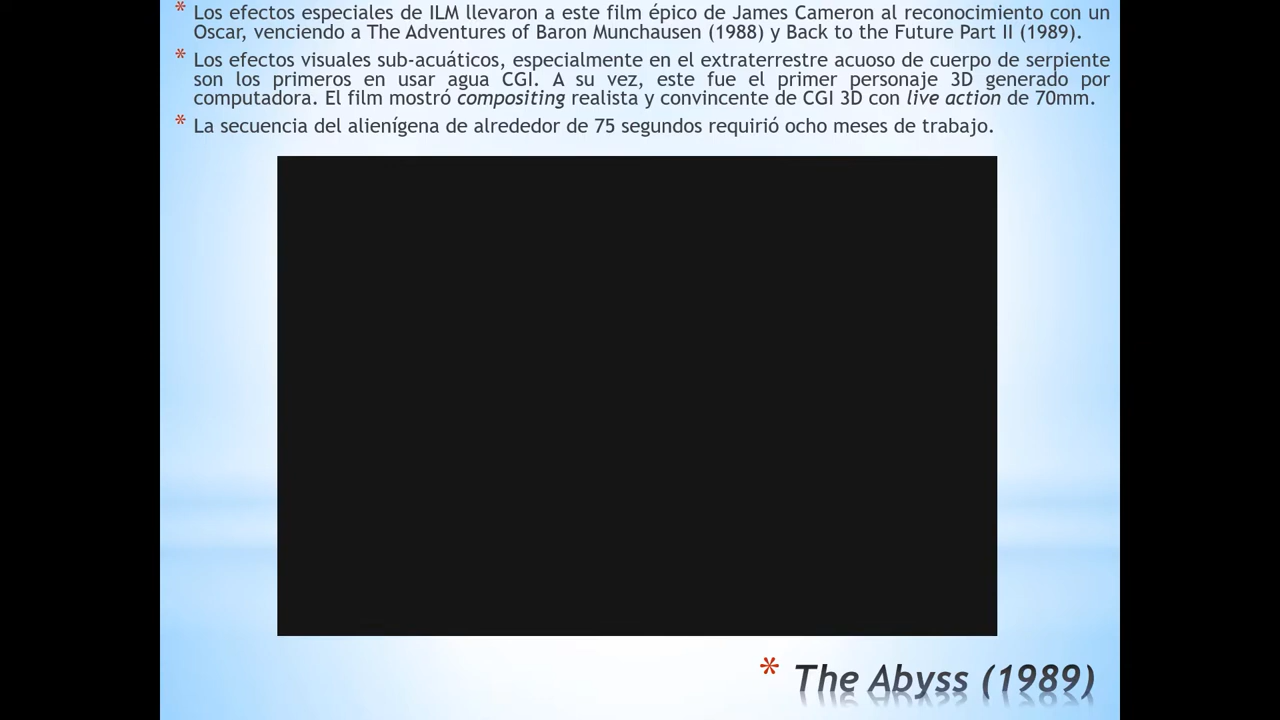 * Los efectos especiales de ILM llevaron a este film épico de James Cameron al reconocimiento con un
Oscar, venciendo a The Adventures of Baron Munchausen (1988) y Back to the Future Part II (1989).
* Los efectos visuales sub-acuáticos, especialmente en el extraterrestre acuoso de cuerpo de serpiente
son los primeros en usar agua CGI. A su vez, este fue el primer personaje 3D generado por
computadora. El film mostró compositing realista y convincente de CGI 3D con live action de 70mm.
* La secuencia del alienígena de alrededor de 75 segundos requirió ocho meses de trabajo.
* The Abyss (1989)